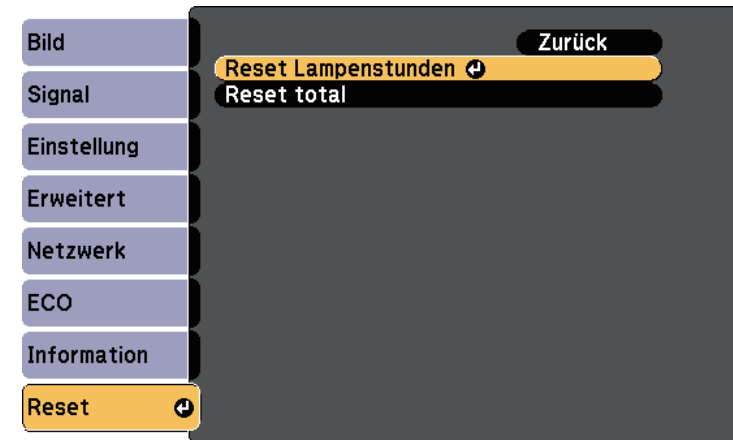 Bild
Signal
Einstellung
Erweitert
Netzwerk
ECO
Information
Reset
Zurück
Reset Lampenstunden
Reset total